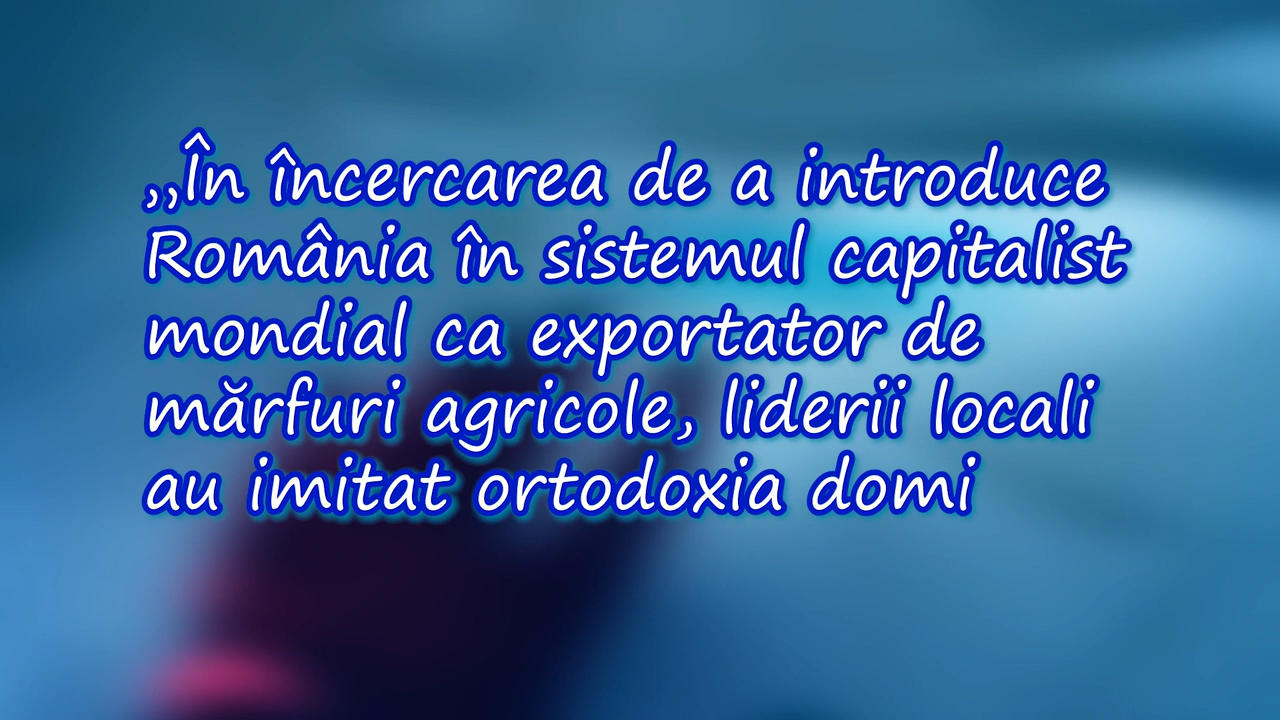 ,,În încercarea de a introduce
România în sistemul capitalist
mondial ca exportator de
mărfuri agricole, liderii locali
au imitat ortodoxia domi